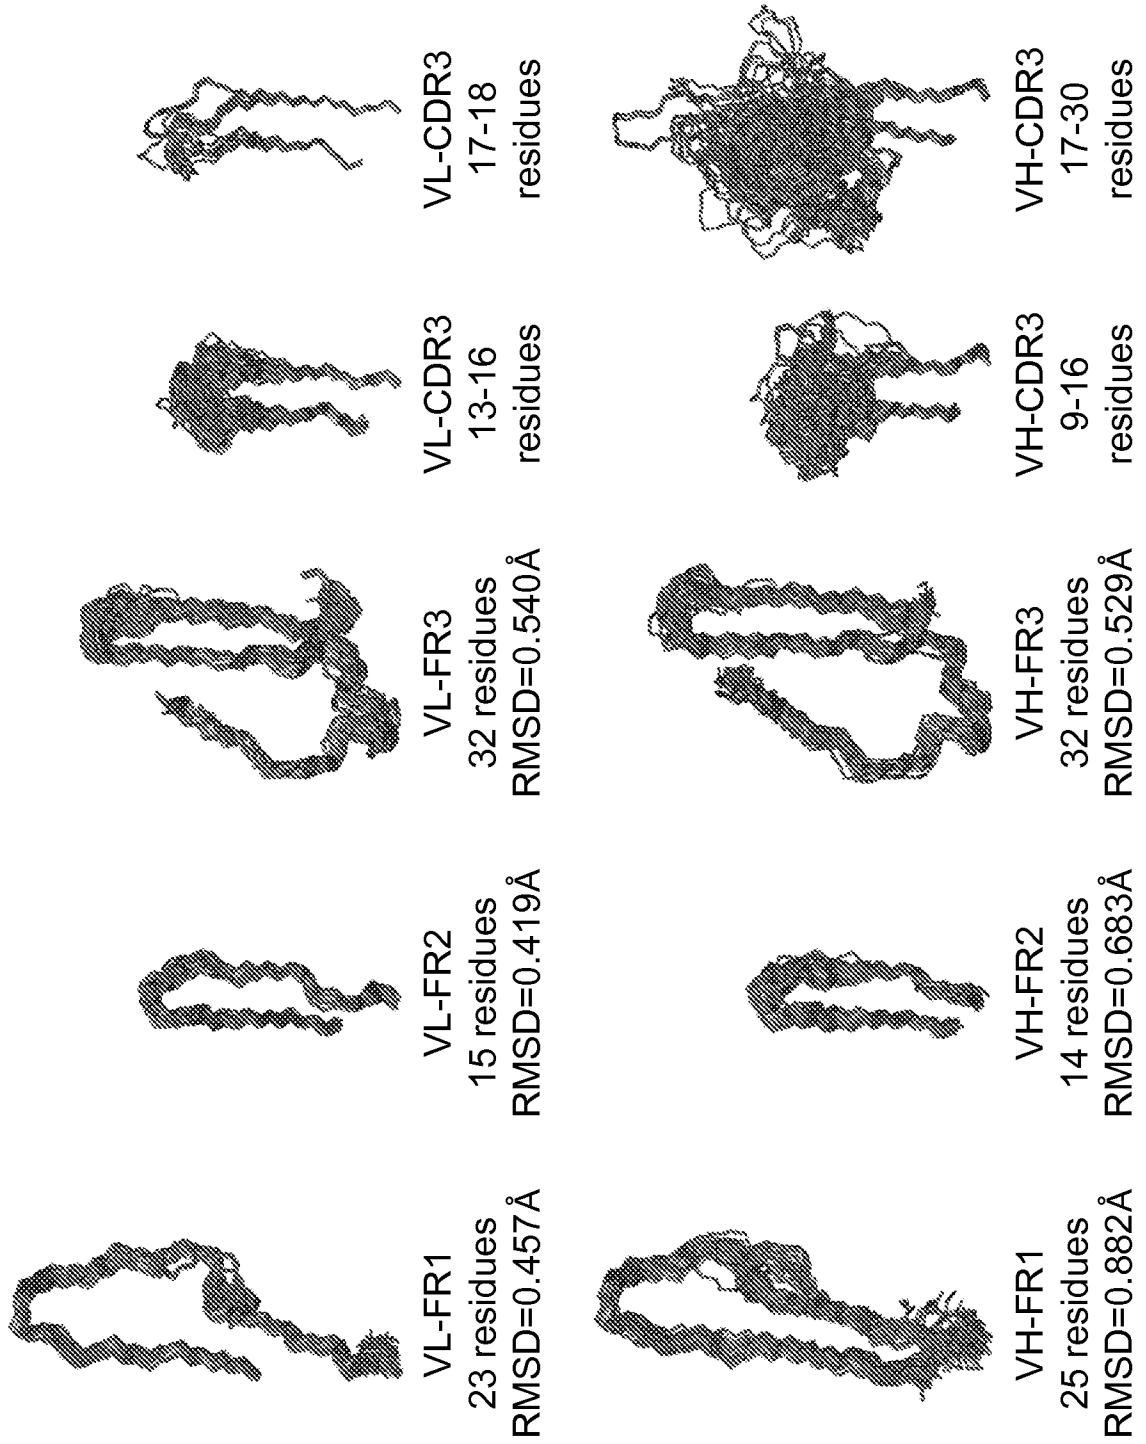 VL-FR1
23 residues
RMSD=0.457Å
VL-FR2
15 residues
RMSD=0.419Å
VL-FR3
32 residues
RMSD=0.540Å
VL-CDR3
13-16
residues
VL-CDR3
17-18
residues
VH-FR1
25 residues
RMSD=0.882Å
VH-FR2
14 residues
RMSD=0.683Å
VH-FR3
32 residues
RMSD=0.529Å
VH-CDR3
9-16
residues
VH-CDR3
17-30
residues